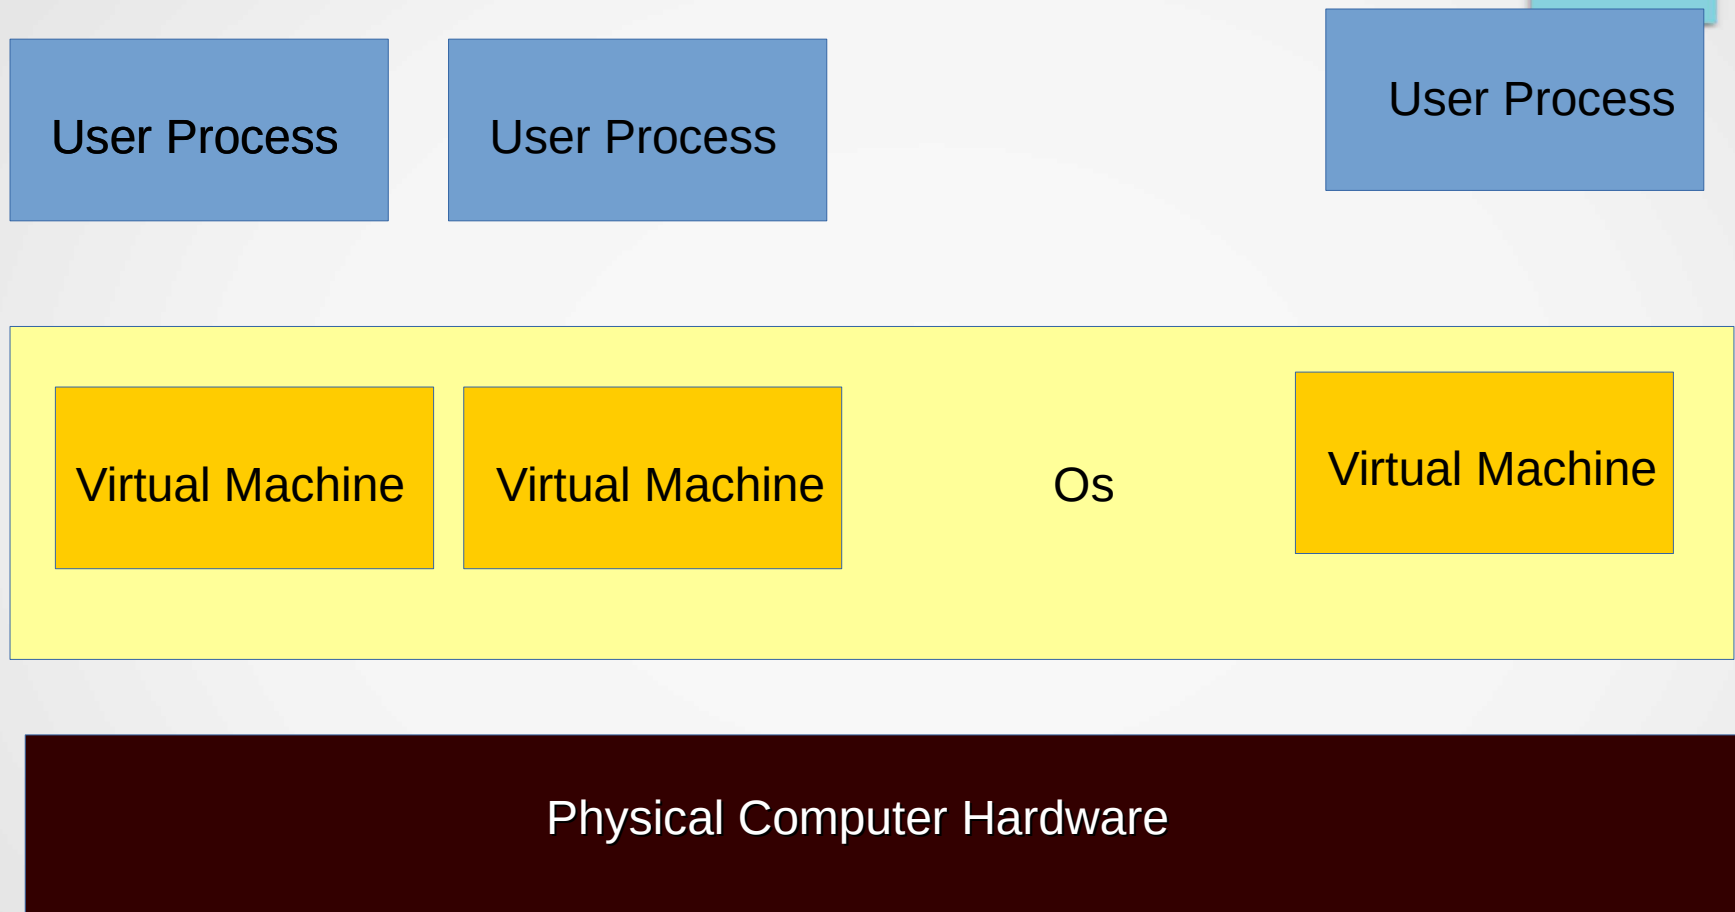 User Process
User Process
User Process
Virtual Machine
Virtual Machine
Os
Virtual Machine
Physical Computer Hardware